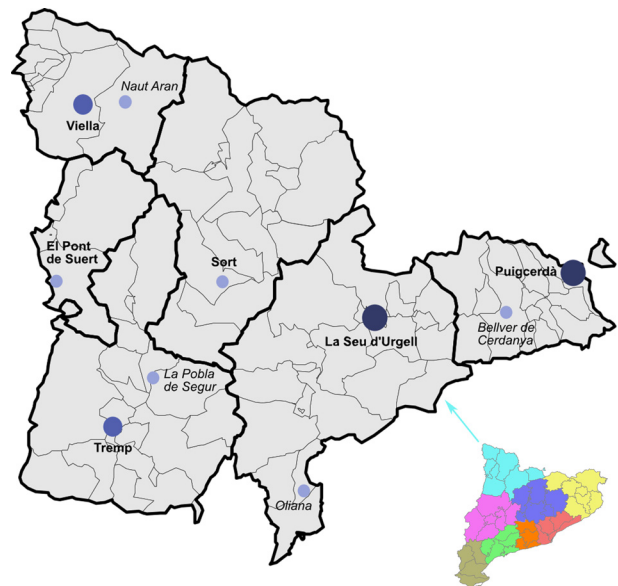 Naut Aran
Viella
El Pont
de Suert
Sort
Puigcerdà
La Seu d'Urgell
Bellver de
Cerdanya
La Pobla
de Segur
Tremp
Oliana